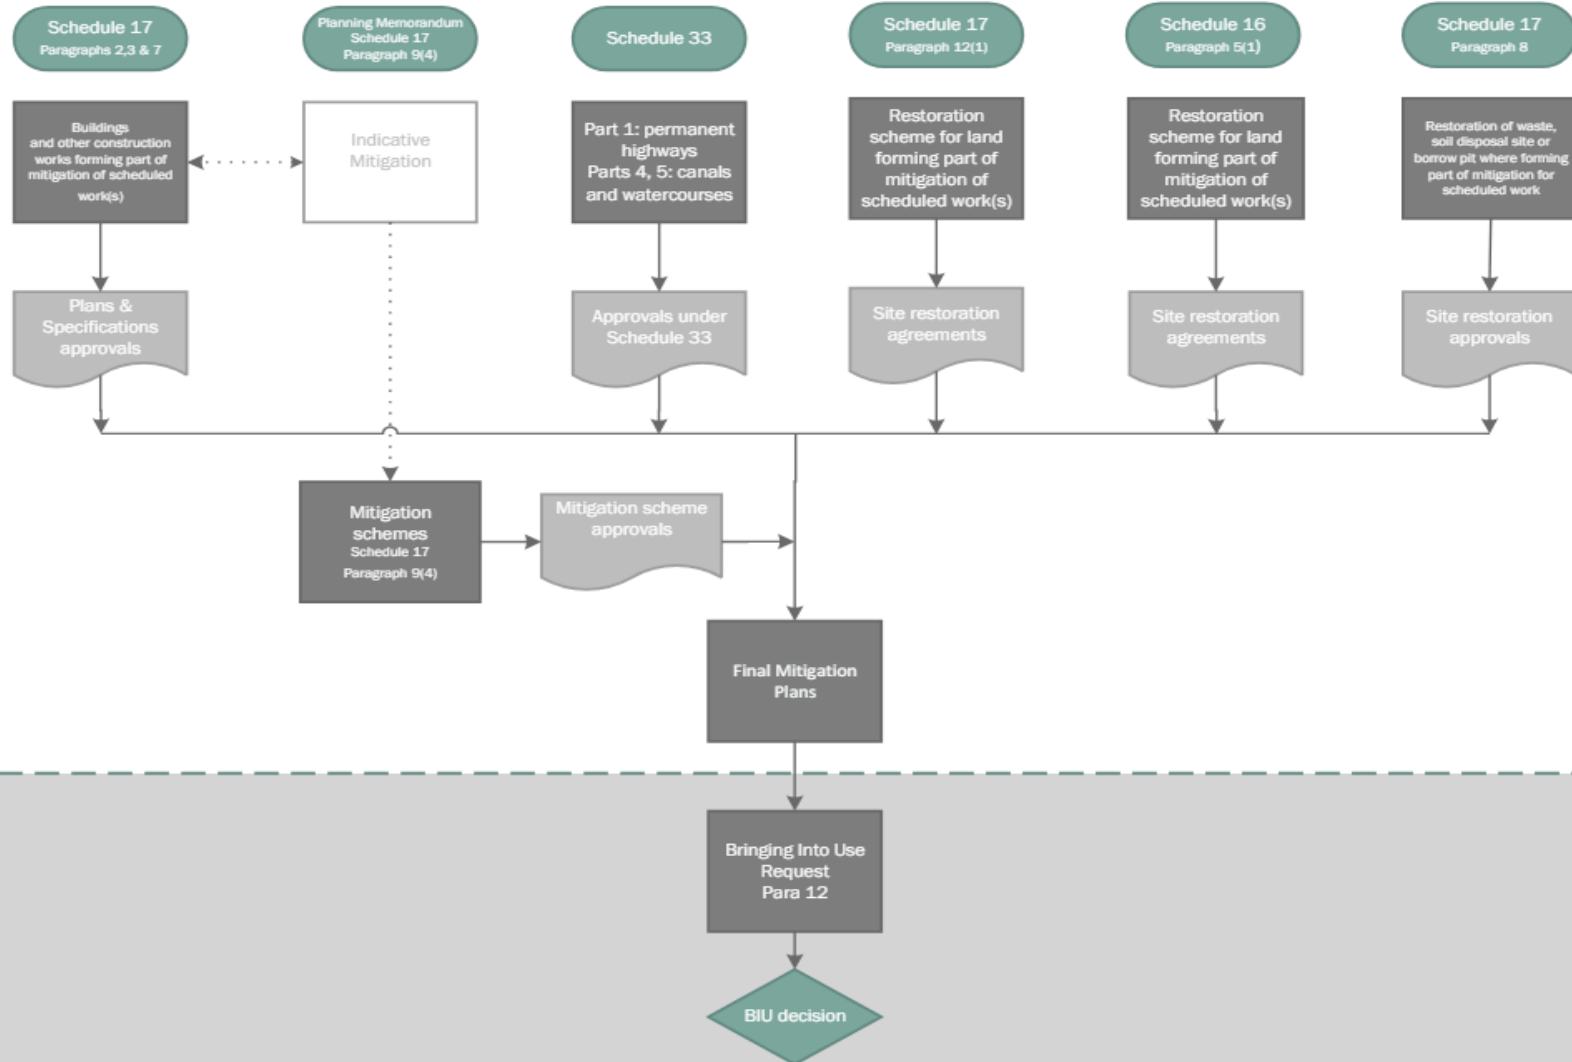 Schedule 17
Paragraphs 2,3 & 7
Planning Memorandum
Schedule 17
Paragraph 9(4)
Schedule 33
Schedule 17
Paragraph 12(1)
Schedule 16
Paragraph 5(1)
Schedule 17
Paragraph 8
Buildings
and other construction
works forming part of
mitigation of scheduled
work(s)
Indicative
Mitigation
Part 1: permanent
highways
Parts 4, 5: canals
and watercourses
Restoration
scheme for land
forming part of
mitigation of
scheduled work(s)
Restoration
scheme for land
forming part of
mitigation of
scheduled work(s)
Restoration of waste,
soil disposal site or
borrow pit where forming
part of mitigation for
scheduled work
Plans &
Specifications
approvals
Approvals under
Schedule 33
Site restoration
agreements
Site restoration
agreements
Site restoration
approvals
Mitigation
schemes
Schedule 17
Paragraph 9(4)
Mitigation scheme
approvals
Final Mitigation
Plans
Bringing Into Use
Request
Para 12
BIU decision